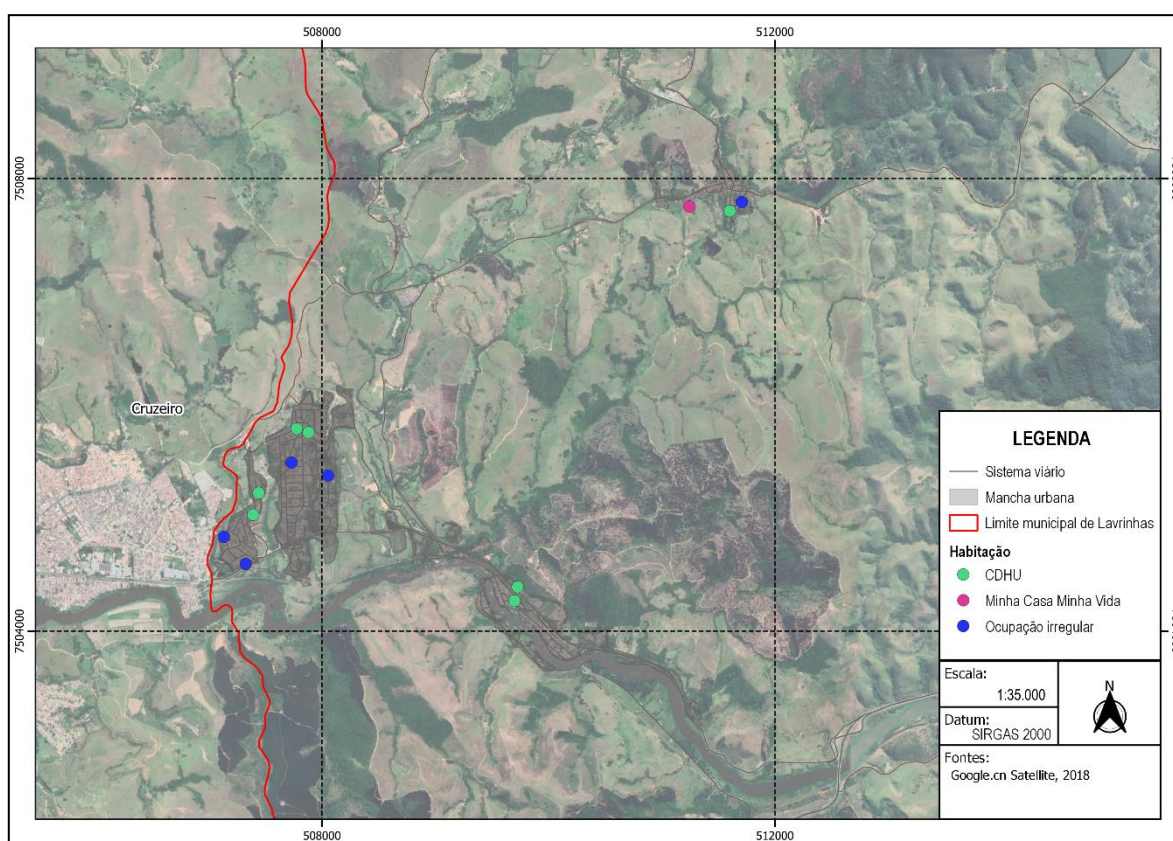 508000
512000
7508000
Cruzeiro
LEGENDA
Sistema viário
Mancha urbana
Limite municipal de Lavrinhas
Habitação
CDHU
Minha Casa Minha Vida
Ocupação irregular
7504000
Escala:
1:35.000
N
Datum:
SIRGAS 2000
Fontes:
Google.cn Satellite, 2018
508000
512000